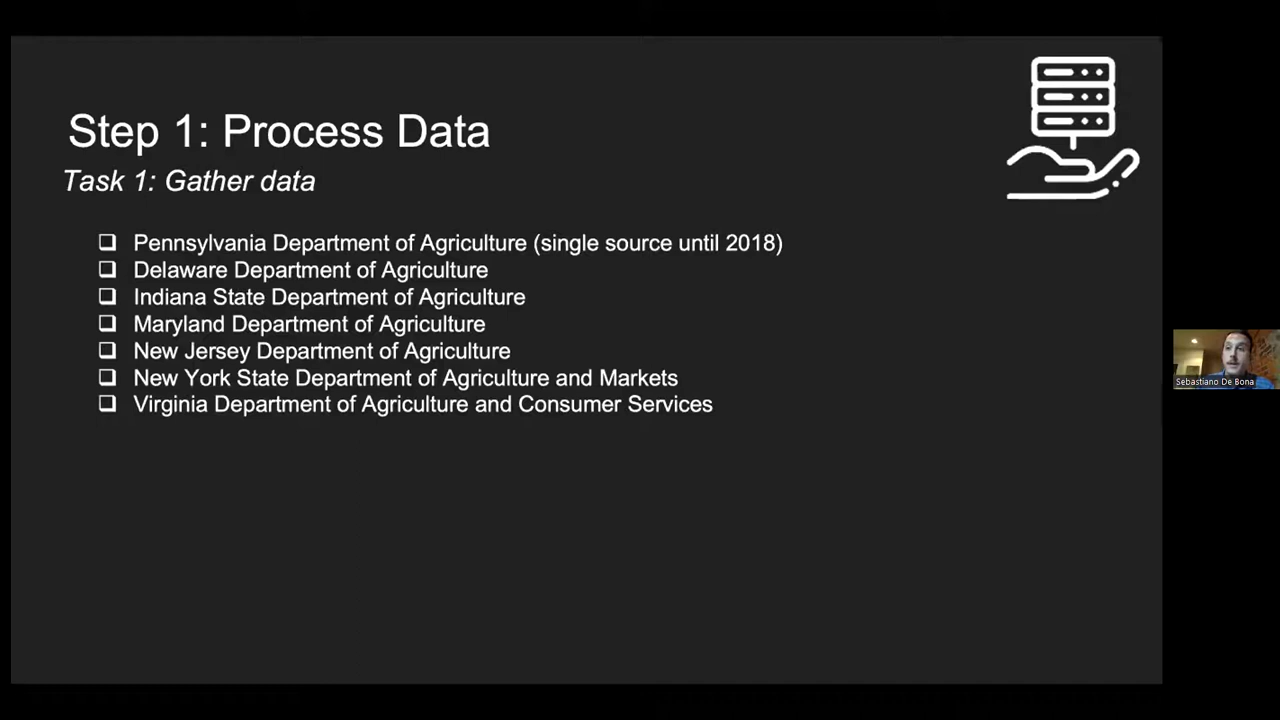 Step 1: Process Data
Task 1: Gather data
Pennsylvania Department of Agriculture (single source until 2018)
Delaware Department of Agriculture
Indiana State Department of Agriculture
Maryland Department of Agriculture
New Jersey Department of Agriculture
New York State Department of Agriculture and Markets
Virginia Department of Agriculture and Consumer Services
Sebastiano De Bona